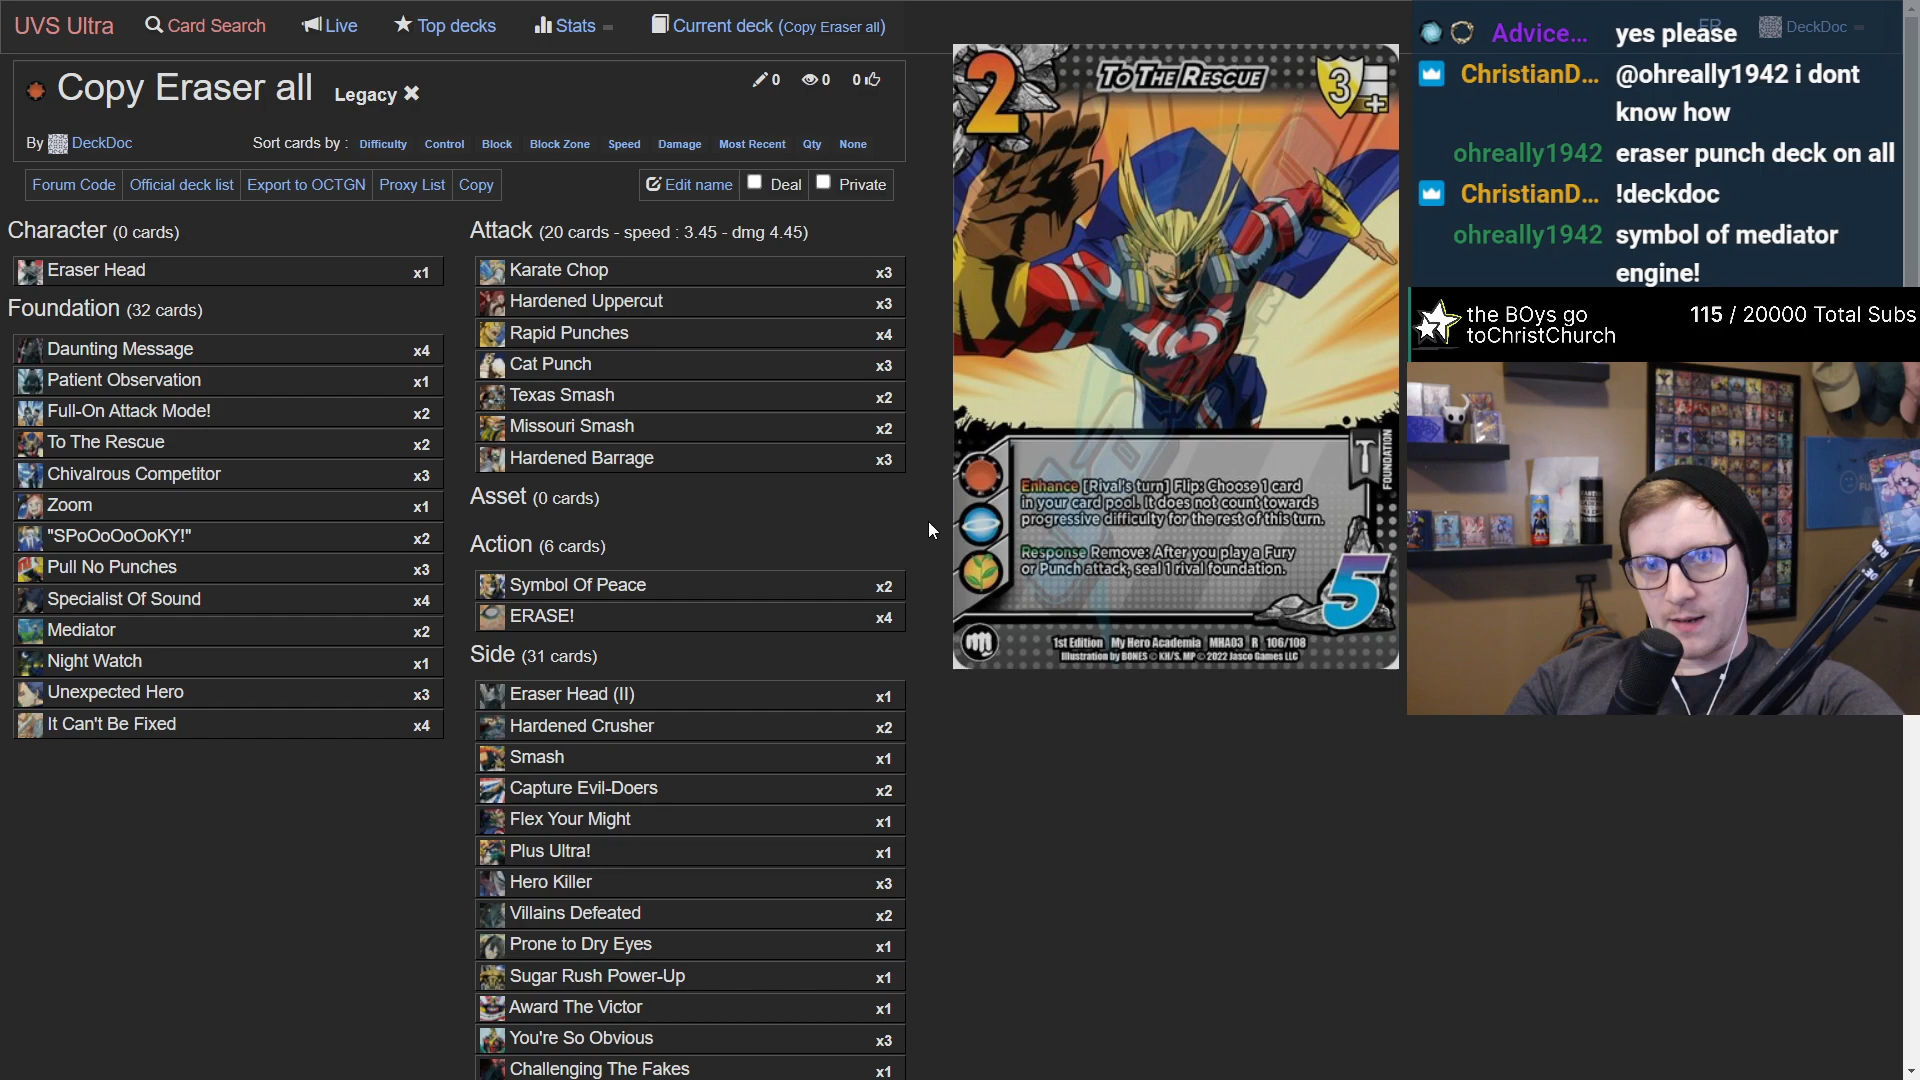 UVS Ultra
Card Search
Live
Top decks
Stats
Current deck (Copy Eraser all)
FR
DeckDoc
Copy Eraser all Legacy
0 0 0
By DeckDoc
Sort cards by : Difficulty Control Block Block Zone Speed Damage Most Recent Qty None
Forum Code Official deck list Export to OCTGN Proxy List Copy
Edit name Deal Private
Character (0 cards)
Eraser Head x1
Foundation (32 cards)
Daunting Message x4
Patient Observation x1
Full-On Attack Mode! x2
To The Rescue x2
Chivalrous Competitor x3
Zoom x1
"SPoOoOoOoKY!" x2
Pull No Punches x3
Specialist Of Sound x4
Mediator x2
Night Watch x1
Unexpected Hero x3
It Can't Be Fixed x4
Attack (20 cards - speed : 3.45 - dmg 4.45)
Karate Chop x3
Hardened Uppercut x3
Rapid Punches x4
Cat Punch x3
Texas Smash x2
Missouri Smash x2
Hardened Barrage x3
Asset (0 cards)
Action (6 cards)
Symbol Of Peace x2
ERASE! x4
Side (31 cards)
Eraser Head (II) x1
Hardened Crusher x2
Smash x1
Capture Evil-Doers x2
Flex Your Might x1
Plus Ultra! x1
Hero Killer x3
Villains Defeated x2
Prone to Dry Eyes x1
Sugar Rush Power-Up x1
Award The Victor x1
You're So Obvious x3
Challenging The Fakes x1
2
TO THE RESCUE
3
+
FOUNDATION
Enhance [Rival's turn] Flip: Choose 1 card
in your card pool. It does not count towards
progressive difficulty for the rest of this turn.
Response Remove: After you play a Fury
or Punch attack, seal 1 rival foundation.
5
1st Edition My Hero Academia MHA03 R 106/108
Illustration by BONES © KH/S, MP © 2022 Jasco Games LLC
Advice... yes please
ChristianD... @ohreally1942 i dont
know how
ohreally1942 eraser punch deck on all
ChristianD... !deckdoc
ohreally1942 symbol of mediator
engine!
the BOys go
toChristChurch
115 / 20000 Total Subs